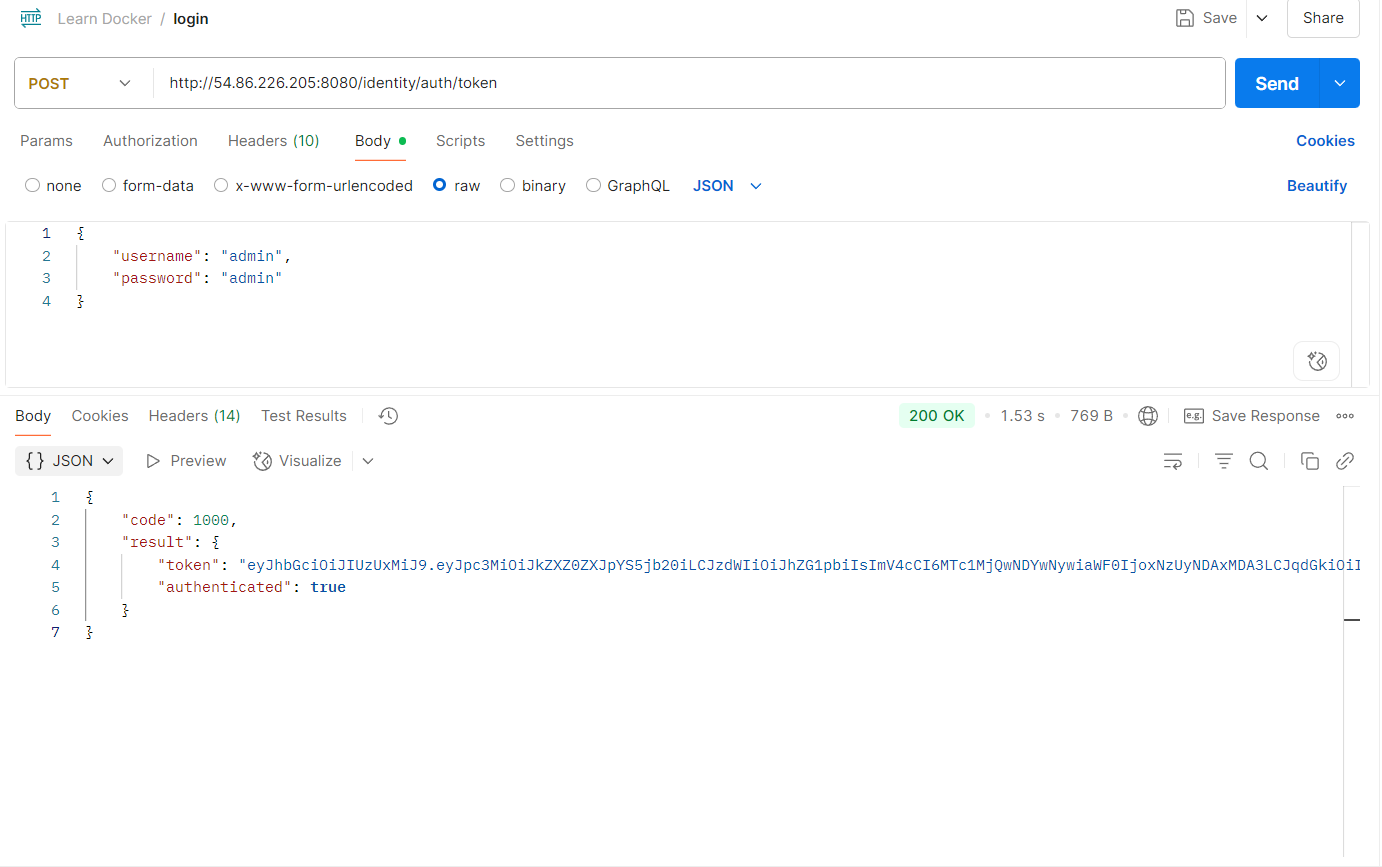 HTTP Learn Docker / login Save Share
POST http://54.86.226.205:8080/identity/auth/token Send
Params Authorization Headers (10) Body Scripts Settings Cookies
none form-data x-www-form-urlencoded raw binary GraphQL JSON Beautify
1 {
2 "username": "admin",
3 "password": "admin"
4 }
Body Cookies Headers (14) Test Results 200 OK • 1.53 s • 769 B • e.g. Save Response
{} JSON Preview Visualize
1 {
2 "code": 1000,
3 "result": {
4 "token": "eyJhbGciOiJIUzUxMiJ9.eyJpc3MiOiJkZXZ0ZXJpYS5jb20iLCJzdWIiOiJhZG1pbiIsImV4cCI6MTc1MjQwNDYwNywiaWF0IjoxNzUyNDAxMDA3LCJqdGkiOiI
5 "authenticated": true
6 }
7 }